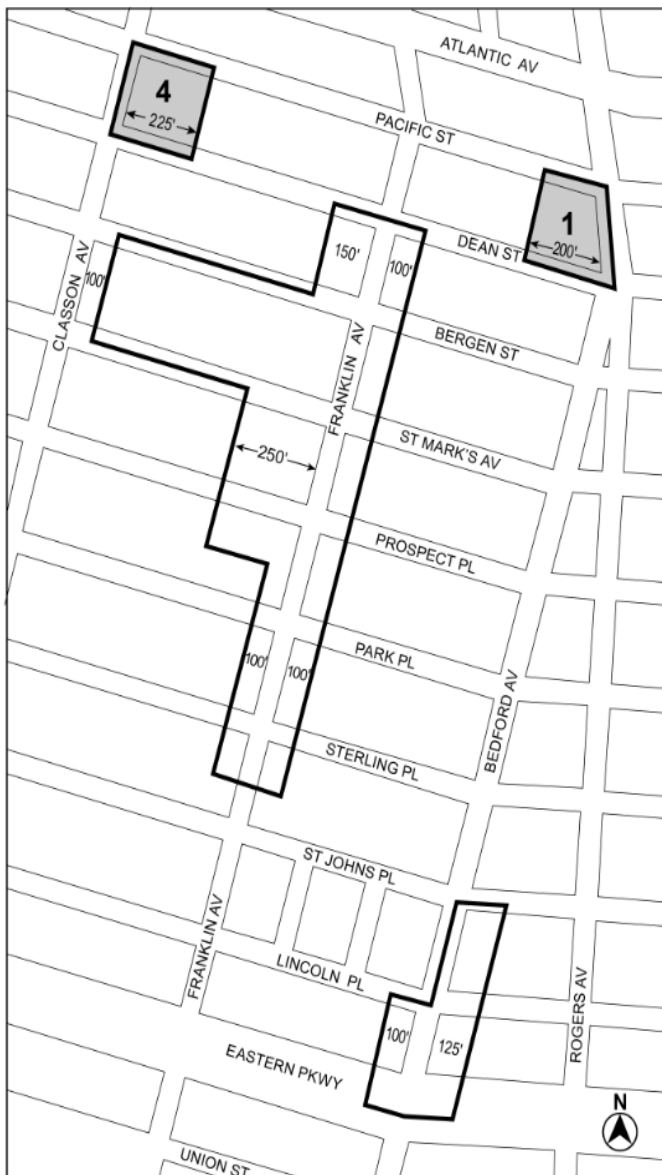 ATLANTIC AV
4
225'
PACIFIC ST
1
200'
DEAN ST
150'
100'
CLASSON AV
100'
BERGEN ST
FRANKLIN AV
ST MARK'S AV
250'
PROSPECT PL
PARK PL
100'
100'
BEDFORD AV
STERLING PL
ST JOHNS PL
FRANKLIN AV
LINCOLN PL
ROGERS AV
100'
125'
EASTERN PKWY
N
UNION ST